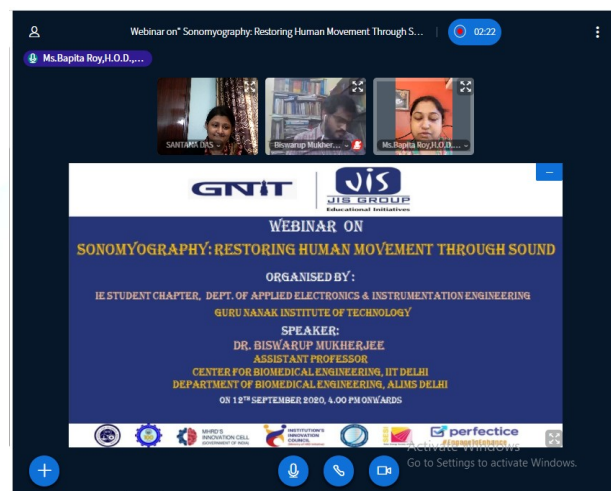 Webinar on" Sonomyography: Restoring Human Movement Through S...
02:22
Ms.Bapita Roy,H.O.D.,...
SANTANA DAS
Biswarup Mukher...
Ms.Bapita Roy,H.O.D....
GNIT
JIS
JIS GROUP
Educational Initiatives
WEBINAR ON
SONOMYOGRAPHY: RESTORING HUMAN MOVEMENT THROUGH SOUND
ORGANISED BY:
IE STUDENT CHAPTER, DEPT. OF APPLIED ELECTRONICS & INSTRUMENTATION ENGINEERING
GURU NANAK INSTITUTE OF TECHNOLOGY
SPEAKER:
DR. BISWARUP MUKHERJEE
ASSISTANT PROFESSOR
CENTER FOR BIOMEDICAL ENGINEERING, IIT DELHI
DEPARTMENT OF BIOMEDICAL ENGINEERING, ALIMS DELHI
ON 12TH SEPTEMBER 2020, 4.00 PM ONWARDS
MHRD'S
INNOVATION CELL
(GOVERNMENT OF INDIA)
INSTITUTION'S
INNOVATION
COUNCIL
perfectice
Activate Windows
Go to Settings to activate Windows.